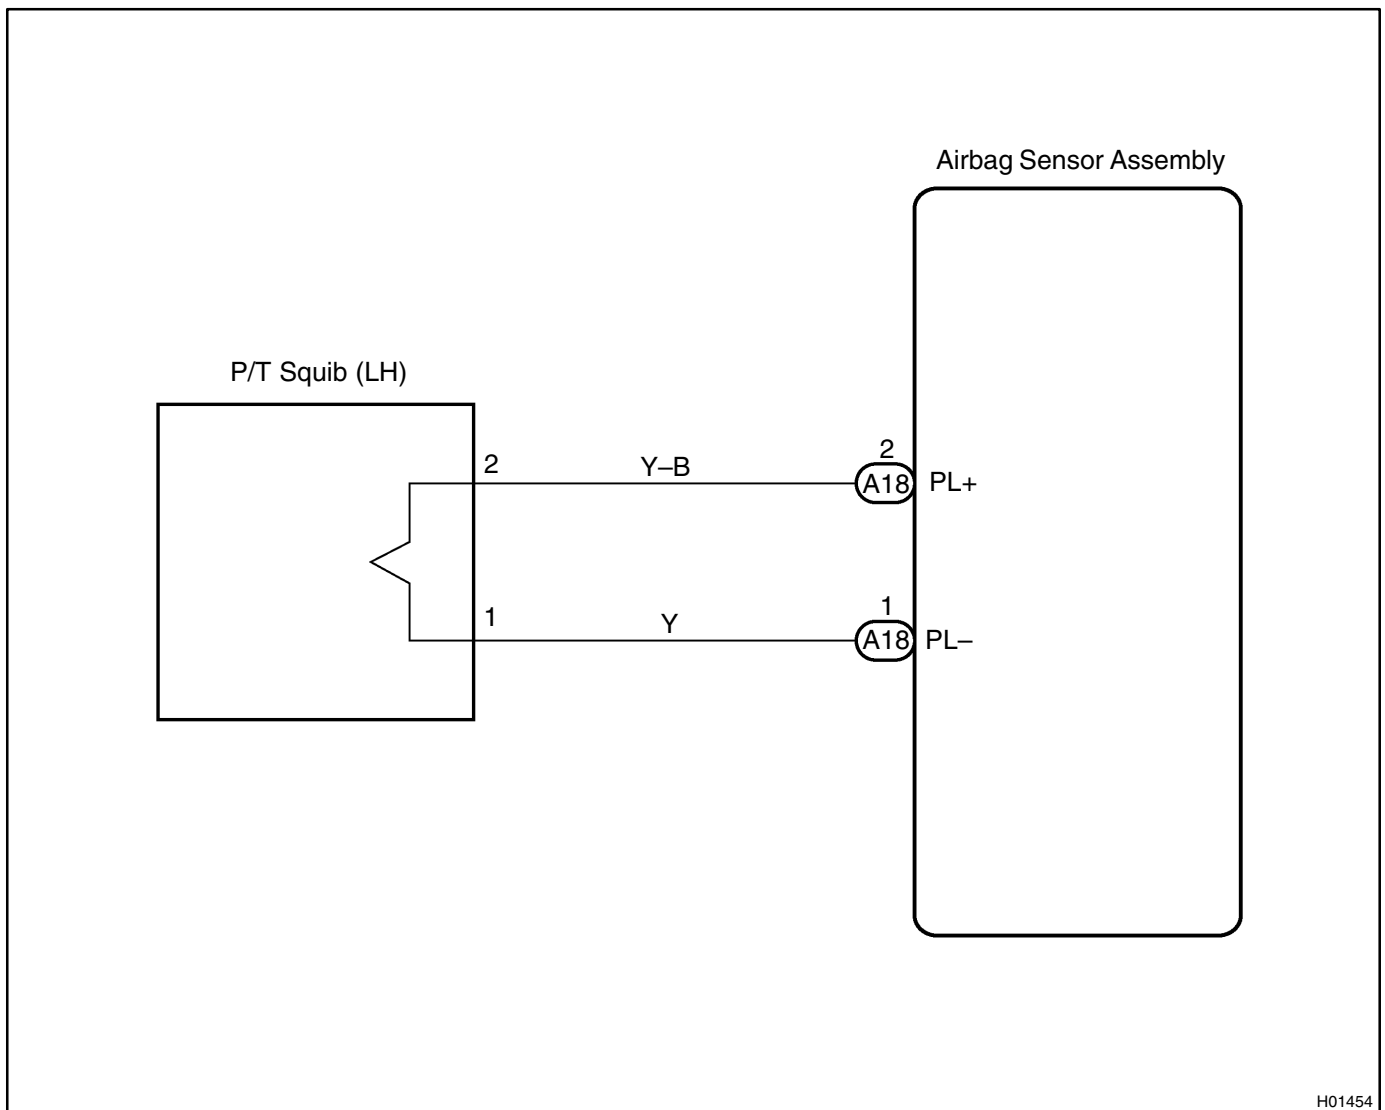 Airbag Sensor Assembly
P/T Squib (LH)
2
Y–B
2
A18
PL+
1
Y
1
A18
PL–
H01454